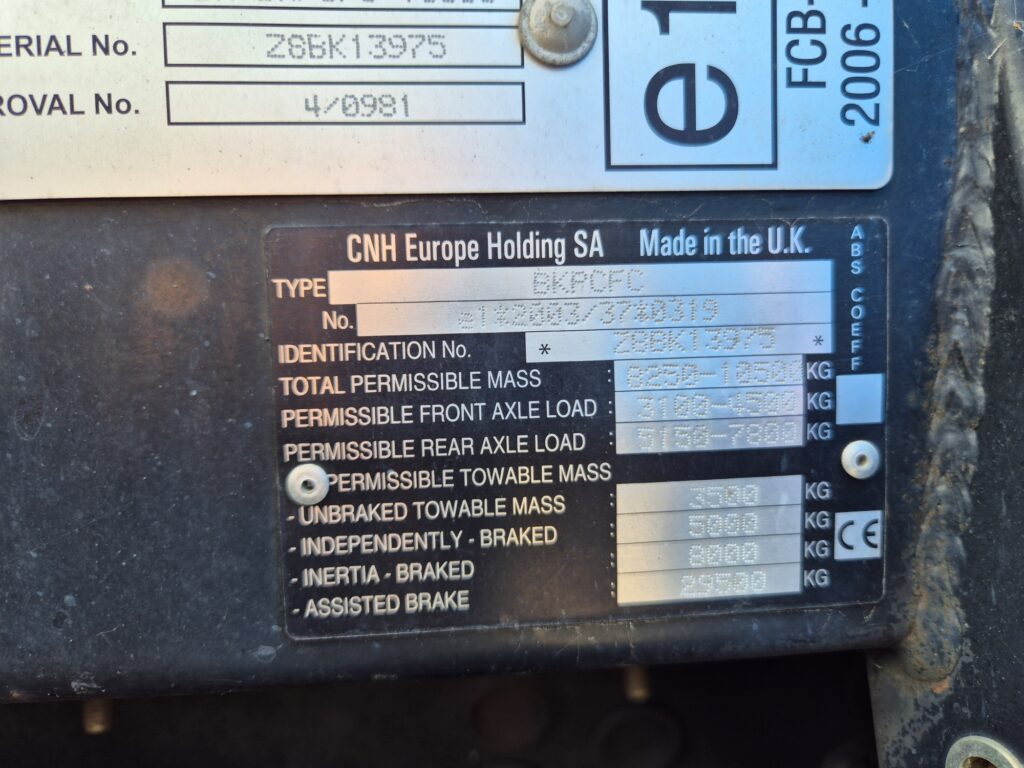 ERIAL No. Z8BK13975
ROVAL No. 4/0981
e1
FCB-
2006 -
CNH Europe Holding SA Made in the U.K.
TYPE BKRCFC
No. e1*2003/37*0319
IDENTIFICATION No. * Z8BK13975 *
TOTAL PERMISSIBLE MASS : 8250-10500 KG
PERMISSIBLE FRONT AXLE LOAD : 3100-4500 KG
PERMISSIBLE REAR AXLE LOAD : 5150-7800 KG
PERMISSIBLE TOWABLE MASS
- UNBRAKED TOWABLE MASS : 3500 KG
- INDEPENDENTLY - BRAKED : 5000 KG
- INERTIA - BRAKED : 8000 KG
- ASSISTED BRAKE : 29500 KG
ABS COEFF
CE